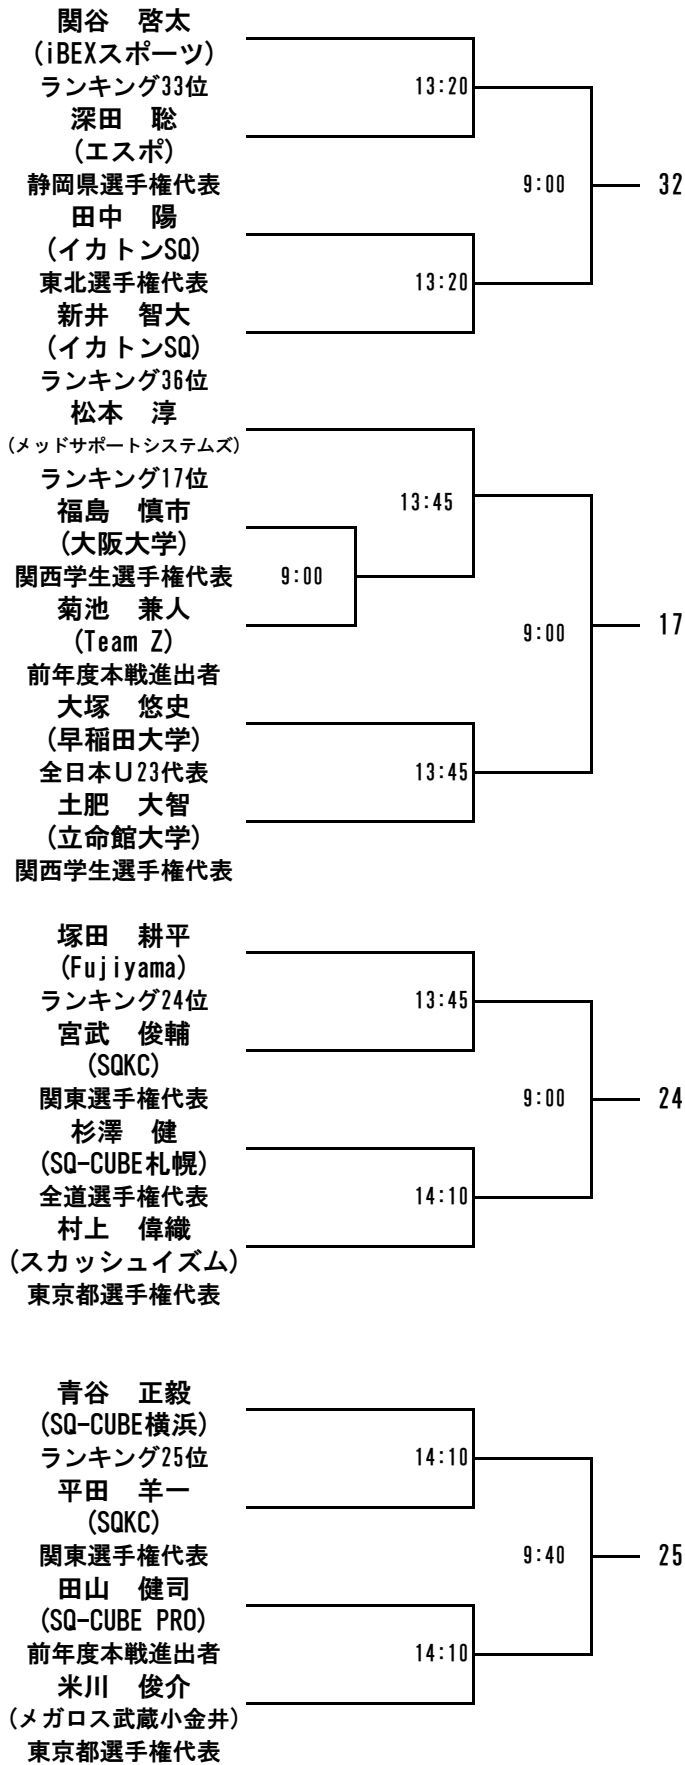 関谷　啓太
(iBEXスポーツ)
ランキング33位
13:20
深田　聡
(エスポ)
静岡県選手権代表
9:00
32
田中　陽
(イカトンSQ)
東北選手権代表
13:20
新井　智大
(イカトンSQ)
ランキング36位
松本　淳
(メッドサポートシステムズ)
ランキング17位
13:45
福島　慎市
(大阪大学)
関西学生選手権代表
9:00
菊池　兼人
(Team Z)
9:00
17
前年度本戦進出者
大塚　悠史
(早稲田大学)
全日本Ｕ23代表
13:45
土肥　大智
(立命館大学)
関西学生選手権代表
塚田　耕平
(Fujiyama)
ランキング24位
13:45
宮武　俊輔
(SQKC)
関東選手権代表
9:00
24
杉澤　健
(SQ-CUBE札幌)
全道選手権代表
14:10
村上　偉織
(スカッシュイズム)
東京都選手権代表
青谷　正毅
(SQ-CUBE横浜)
ランキング25位
14:10
平田　羊一
(SQKC)
関東選手権代表
9:40
25
田山　健司
(SQ-CUBE PRO)
前年度本戦進出者
14:10
米川　俊介
(メガロス武蔵小金井)
東京都選手権代表